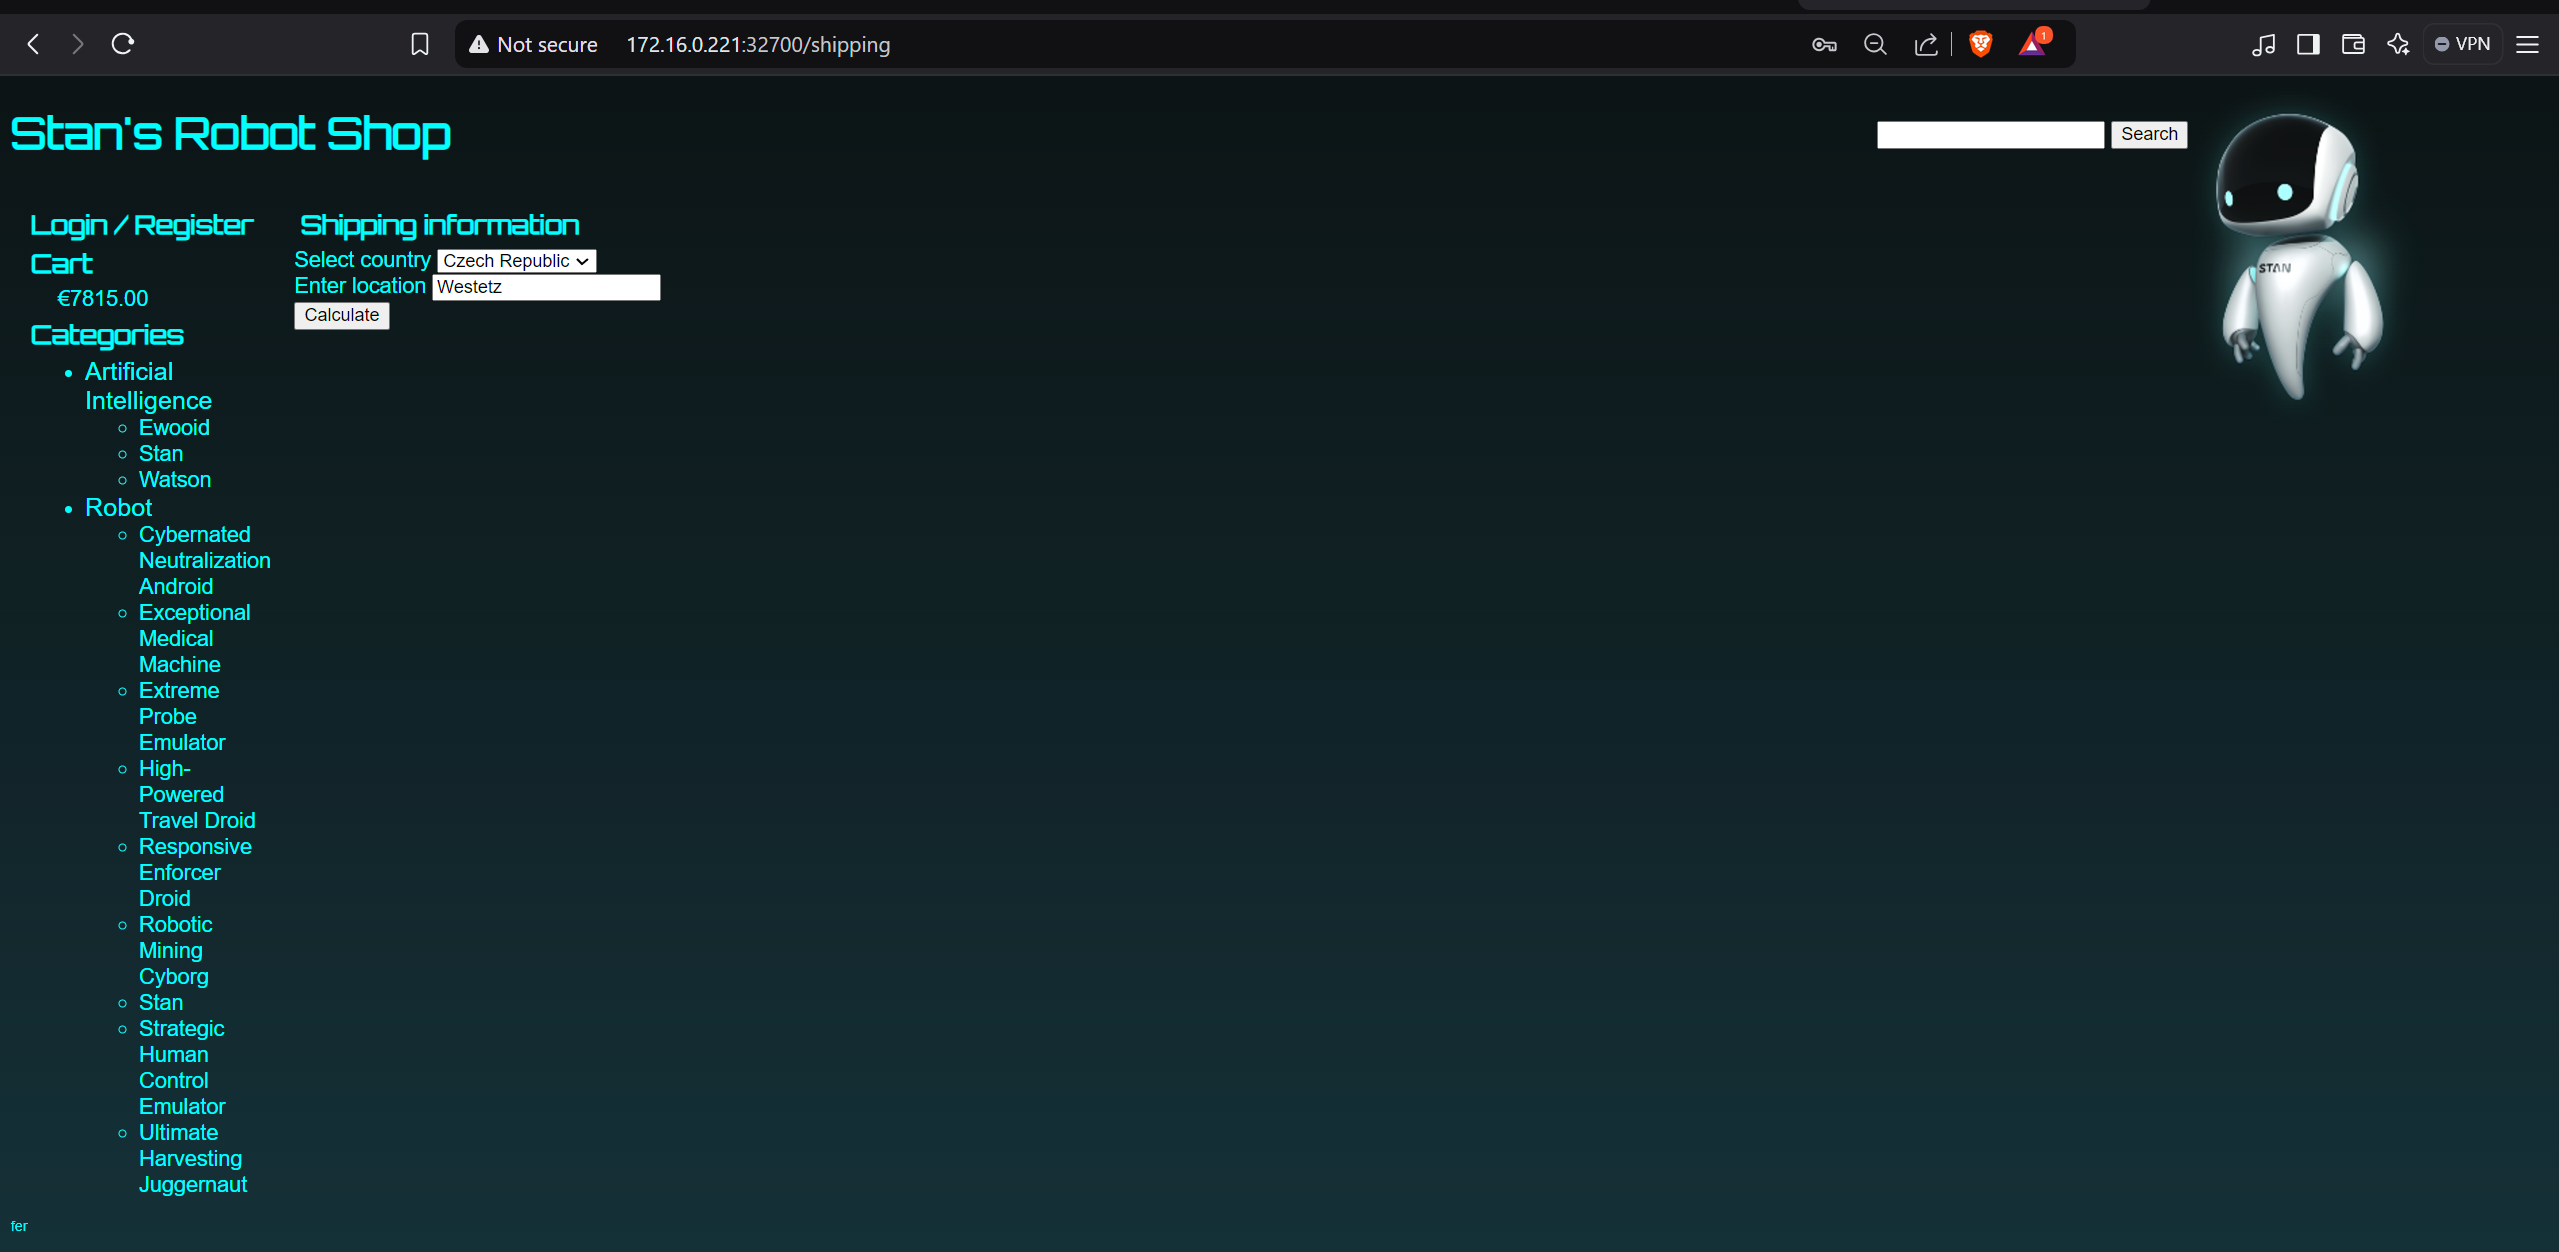 Not secure 172.16.0.221:32700/shipping
1
VPN
Stan's Robot Shop
Search
STAN
Login / Register
Cart
€7815.00
Categories
Artificial
Intelligence
Ewooid
Stan
Watson
Robot
Cybernated
Neutralization
Android
Exceptional
Medical
Machine
Extreme
Probe
Emulator
High-
Powered
Travel Droid
Responsive
Enforcer
Droid
Robotic
Mining
Cyborg
Stan
Strategic
Human
Control
Emulator
Ultimate
Harvesting
Juggernaut
Shipping information
Select country Czech Republic
Enter location Westetz
Calculate
fer